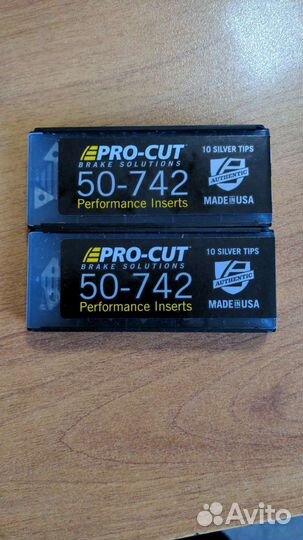 PRO-CUT
BRAKE SOLUTIONS
50-742
Performance Inserts
10 SILVER TIPS
AUTHENTIC
MADE IN USA
PRO-CUT
BRAKE SOLUTIONS
50-742
Performance Inserts
10 SILVER TIPS
AUTHENTIC
MADE IN USA
Avito